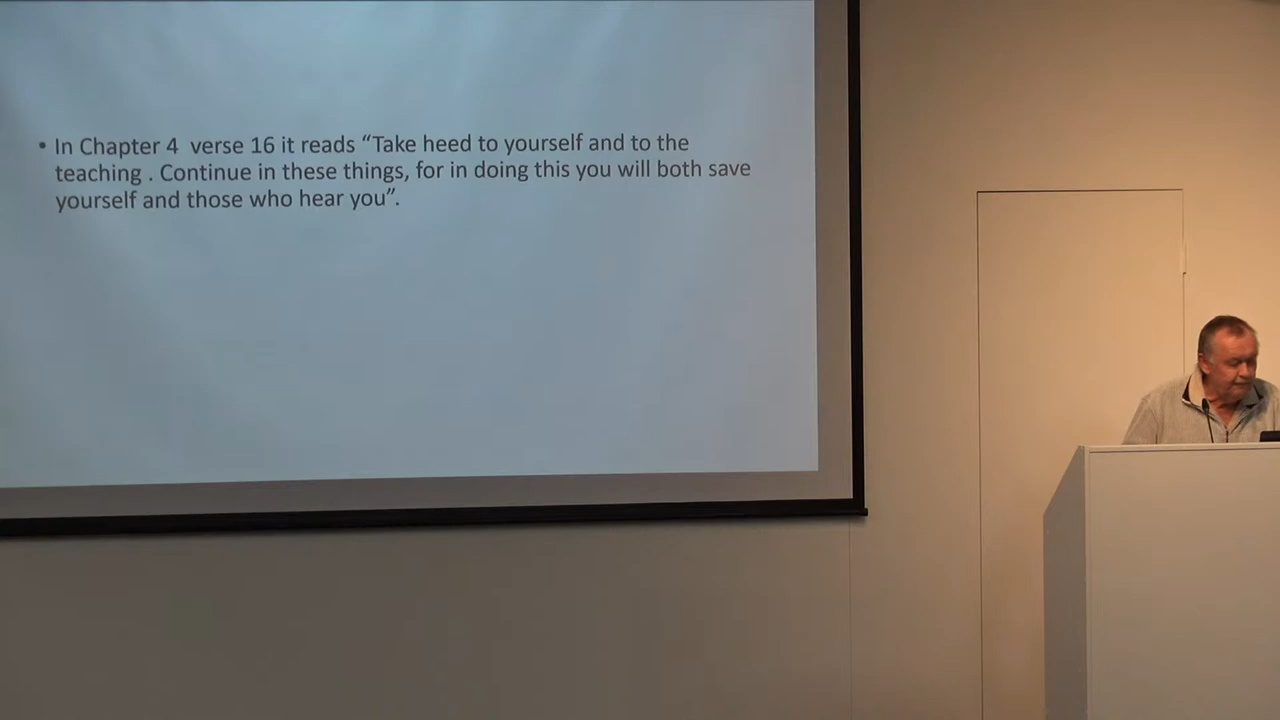 • In Chapter 4  verse 16 it reads “Take heed to yourself and to the
teaching . Continue in these things, for in doing this you will both save
yourself and those who hear you”.